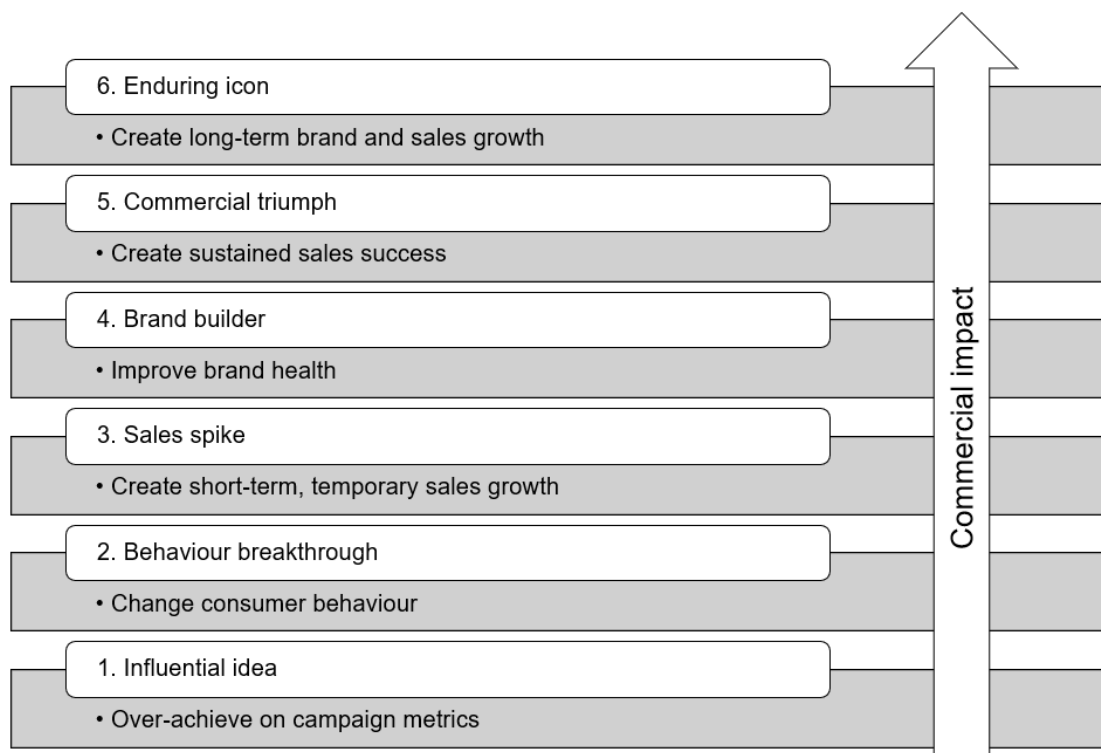 6. Enduring icon
• Create long-term brand and sales growth
5. Commercial triumph
• Create sustained sales success
4. Brand builder
• Improve brand health
3. Sales spike
• Create short-term, temporary sales growth
2. Behaviour breakthrough
• Change consumer behaviour
1. Influential idea
• Over-achieve on campaign metrics
Commercial impact